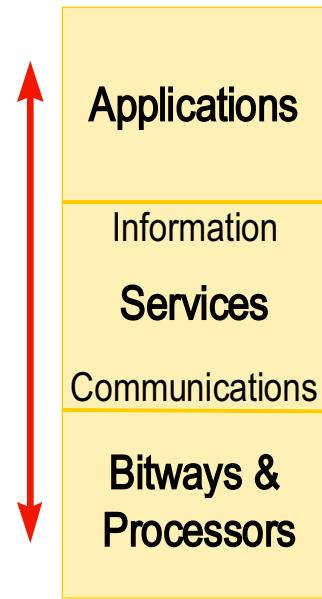 Applications
Information
Services
Communications
Bitways &
Processors